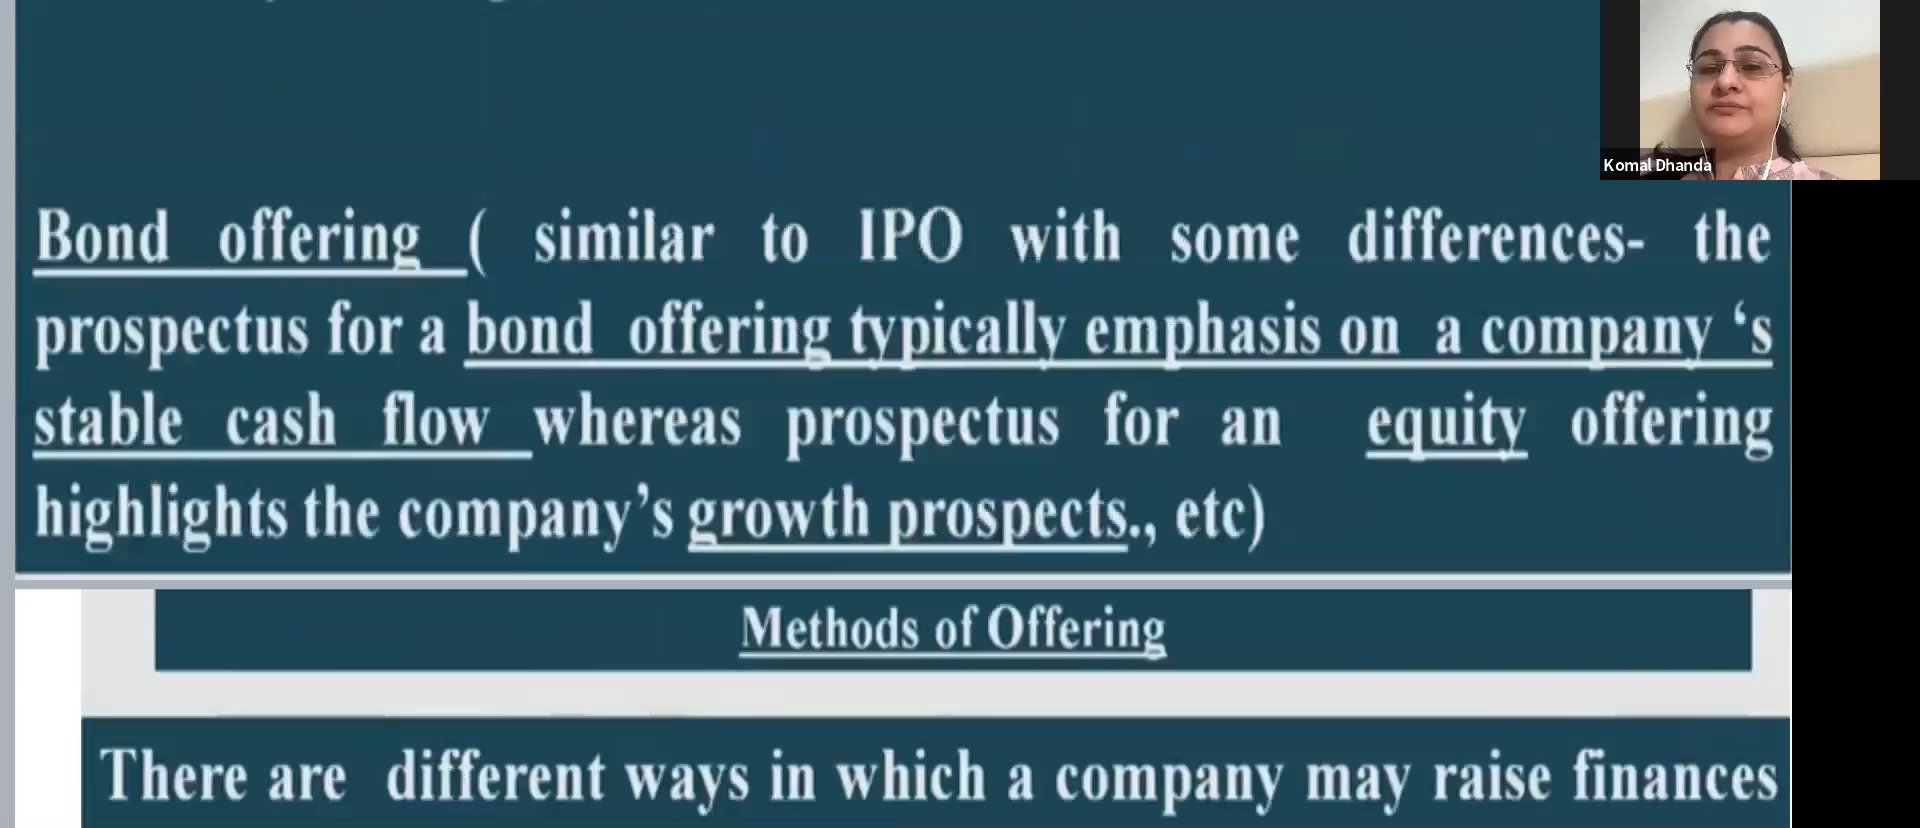 Komal Dhanda
Bond offering ( similar to IPO with some differences- the
prospectus for a bond offering typically emphasis on a company ‘s
stable cash flow whereas prospectus for an equity offering
highlights the company’s growth prospects., etc)
Methods of Offering
There are different ways in which a company may raise finances